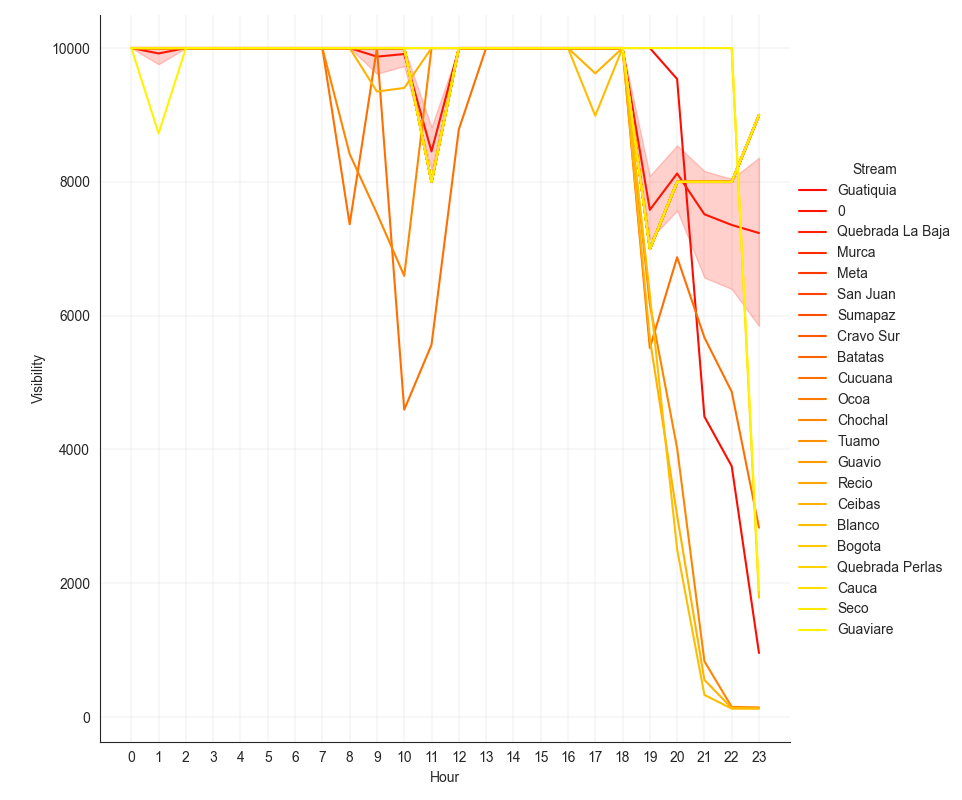 10000
8000
6000
4000
2000
0
Visibility
0 1 2 3 4 5 6 7 8 9 10 11 12 13 14 15 16 17 18 19 20 21 22 23
Hour
Stream
Guatiquia
0
Quebrada La Baja
Murca
Meta
San Juan
Sumapaz
Cravo Sur
Batatas
Cucuana
Ocoa
Chochal
Tuamo
Guavio
Recio
Ceibas
Blanco
Bogota
Quebrada Perlas
Cauca
Seco
Guaviare